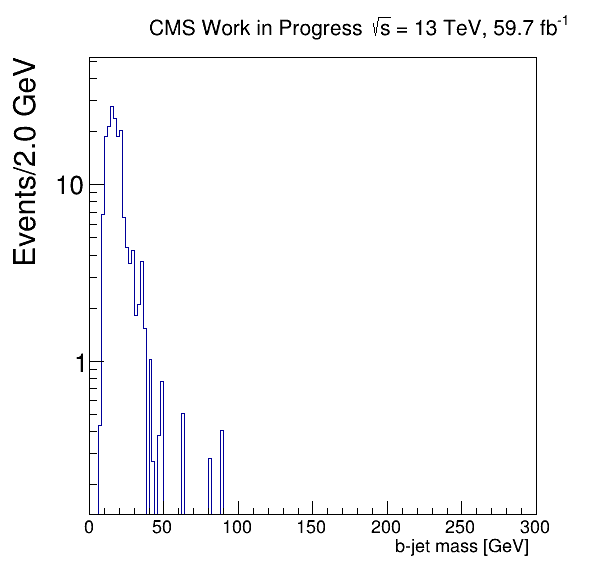 CMS Work in Progress √s = 13 TeV, 59.7 fb⁻¹
Events/2.0 GeV
10
1
0 50 100 150 200 250 300
b-jet mass [GeV]